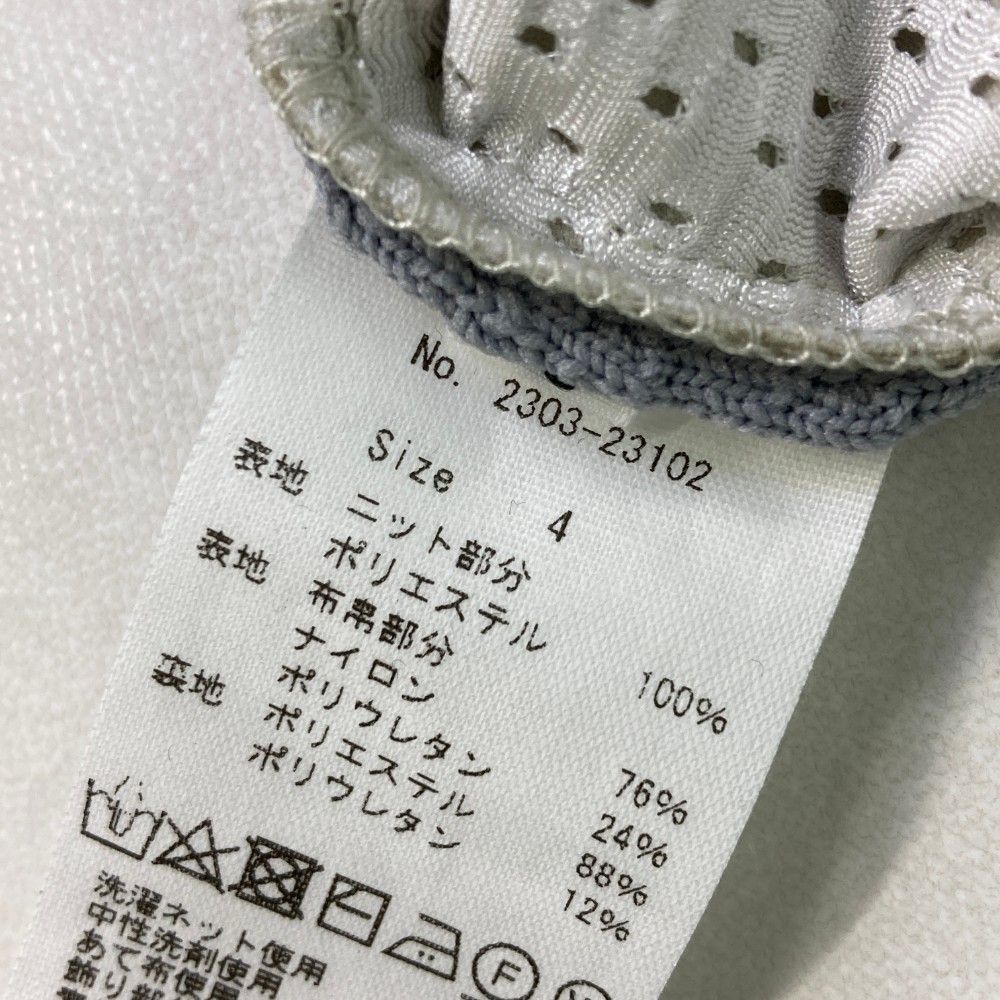 No. 2303-23102
Size 4
表地 ニット部分
ポリエステル 100%
表地 布帛部分
ナイロン 76%
ポリウレタン 24%
裏地 ポリエステル 88%
ポリウレタン 12%
F
洗濯ネット使用
中性洗剤使用
あて布使用
飾り部